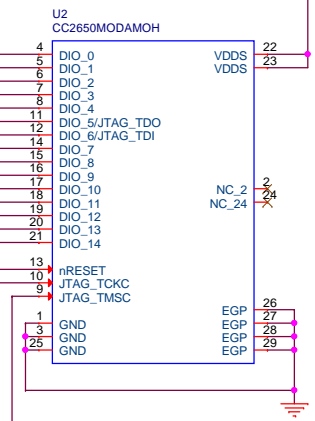 U2
CC2650MODAMOH
4 DIO_0 VDDS 22
5 DIO_1 VDDS 23
6 DIO_2
7 DIO_3
8 DIO_4
11 DIO_5/JTAG_TDO
12 DIO_6/JTAG_TDI
14 DIO_7
15 DIO_8
16 DIO_9
17 DIO_10 NC_2 2
18 DIO_11 NC_24 24
19 DIO_12
20 DIO_13
21 DIO_14
13 nRESET
10 JTAG_TCKC
9 JTAG_TMSC
EGP 26
1 GND EGP 27
3 GND EGP 28
25 GND EGP 29